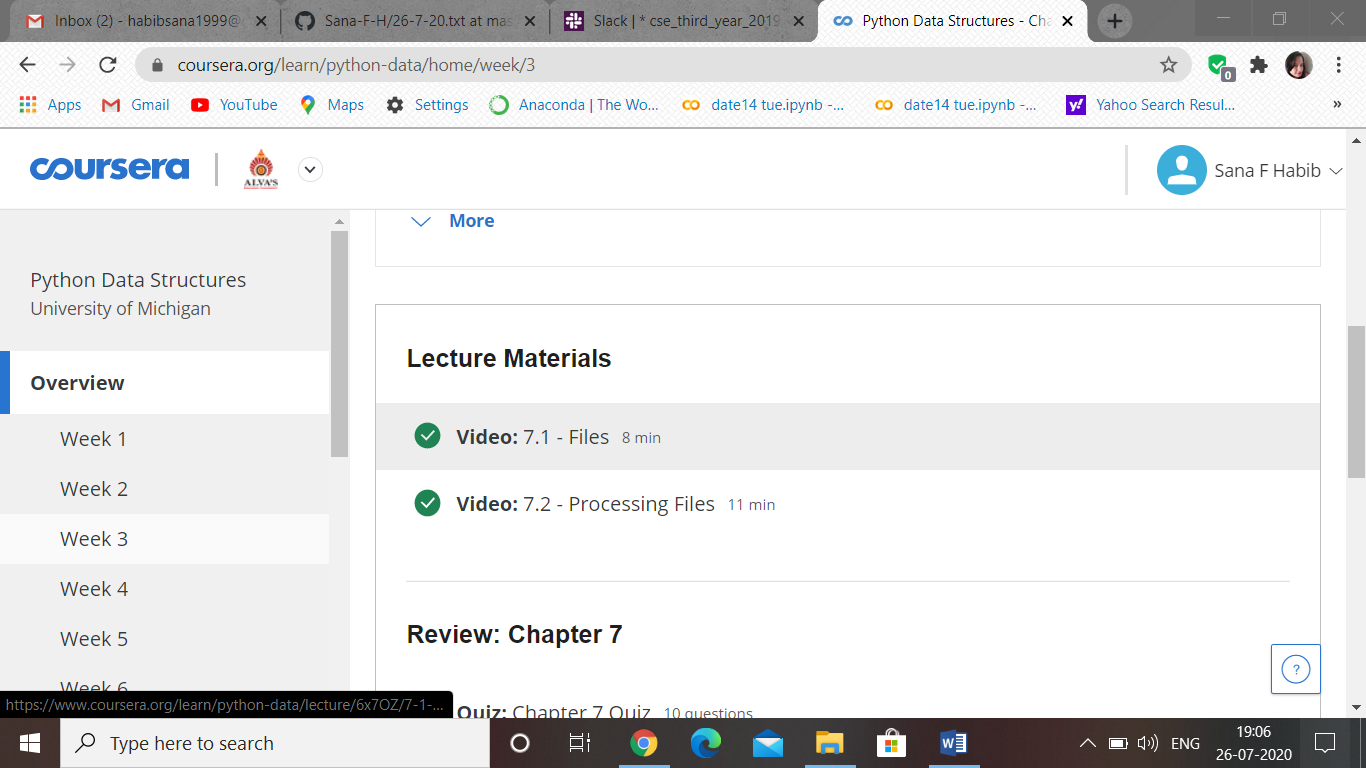 Inbox (2) - habibsana1999@
Sana-F-H/26-7-20.txt at mas
Slack | * cse_third_year_2019
Python Data Structures - Cha
coursera.org/learn/python-data/home/week/3
0
Apps
Gmail
YouTube
Maps
Settings
Anaconda | The Wo...
date14 tue.ipynb -...
date14 tue.ipynb -...
Yahoo Search Resul...
»
coursera
ALVA'S
Sana F Habib
More
Python Data Structures
University of Michigan
Overview
Week 1
Week 2
Week 3
Week 4
Week 5
Week 6
Lecture Materials
Video: 7.1 - Files 8 min
Video: 7.2 - Processing Files 11 min
Review: Chapter 7
Quiz: Chapter 7 Quiz 10 questions
?
https://www.coursera.org/learn/python-data/lecture/6x7OZ/7-1-...
Type here to search
ENG
19:06
26-07-2020